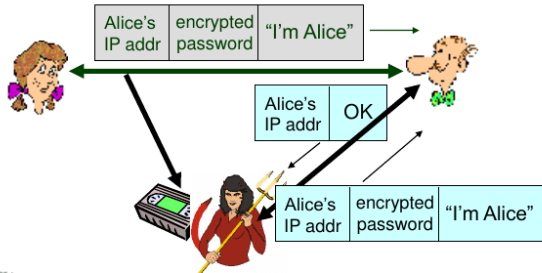 Alice's encrypted "I'm Alice"
IP addr password
Alice's OK
IP addr
Alice's encrypted "I'm Alice"
IP addr password